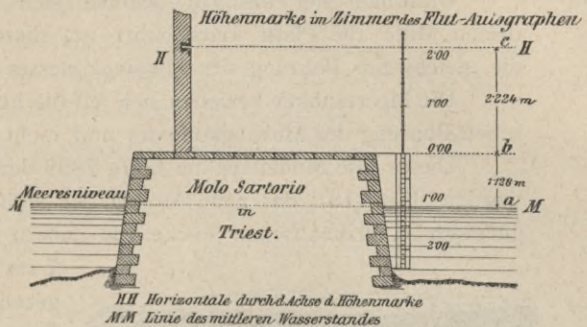 Höhenmarke im Zimmer des Flut-Autographen
H
c H
2·00
1·00
2·224 m
0·00
b
1·128 m
Meeresniveau
Molo Sartorio
M
in
1·00
a
M
Triest.
2·00
HH Horizontale durch d. Achse d. Höhenmarke
MM Linie des mittleren Wasserstandes